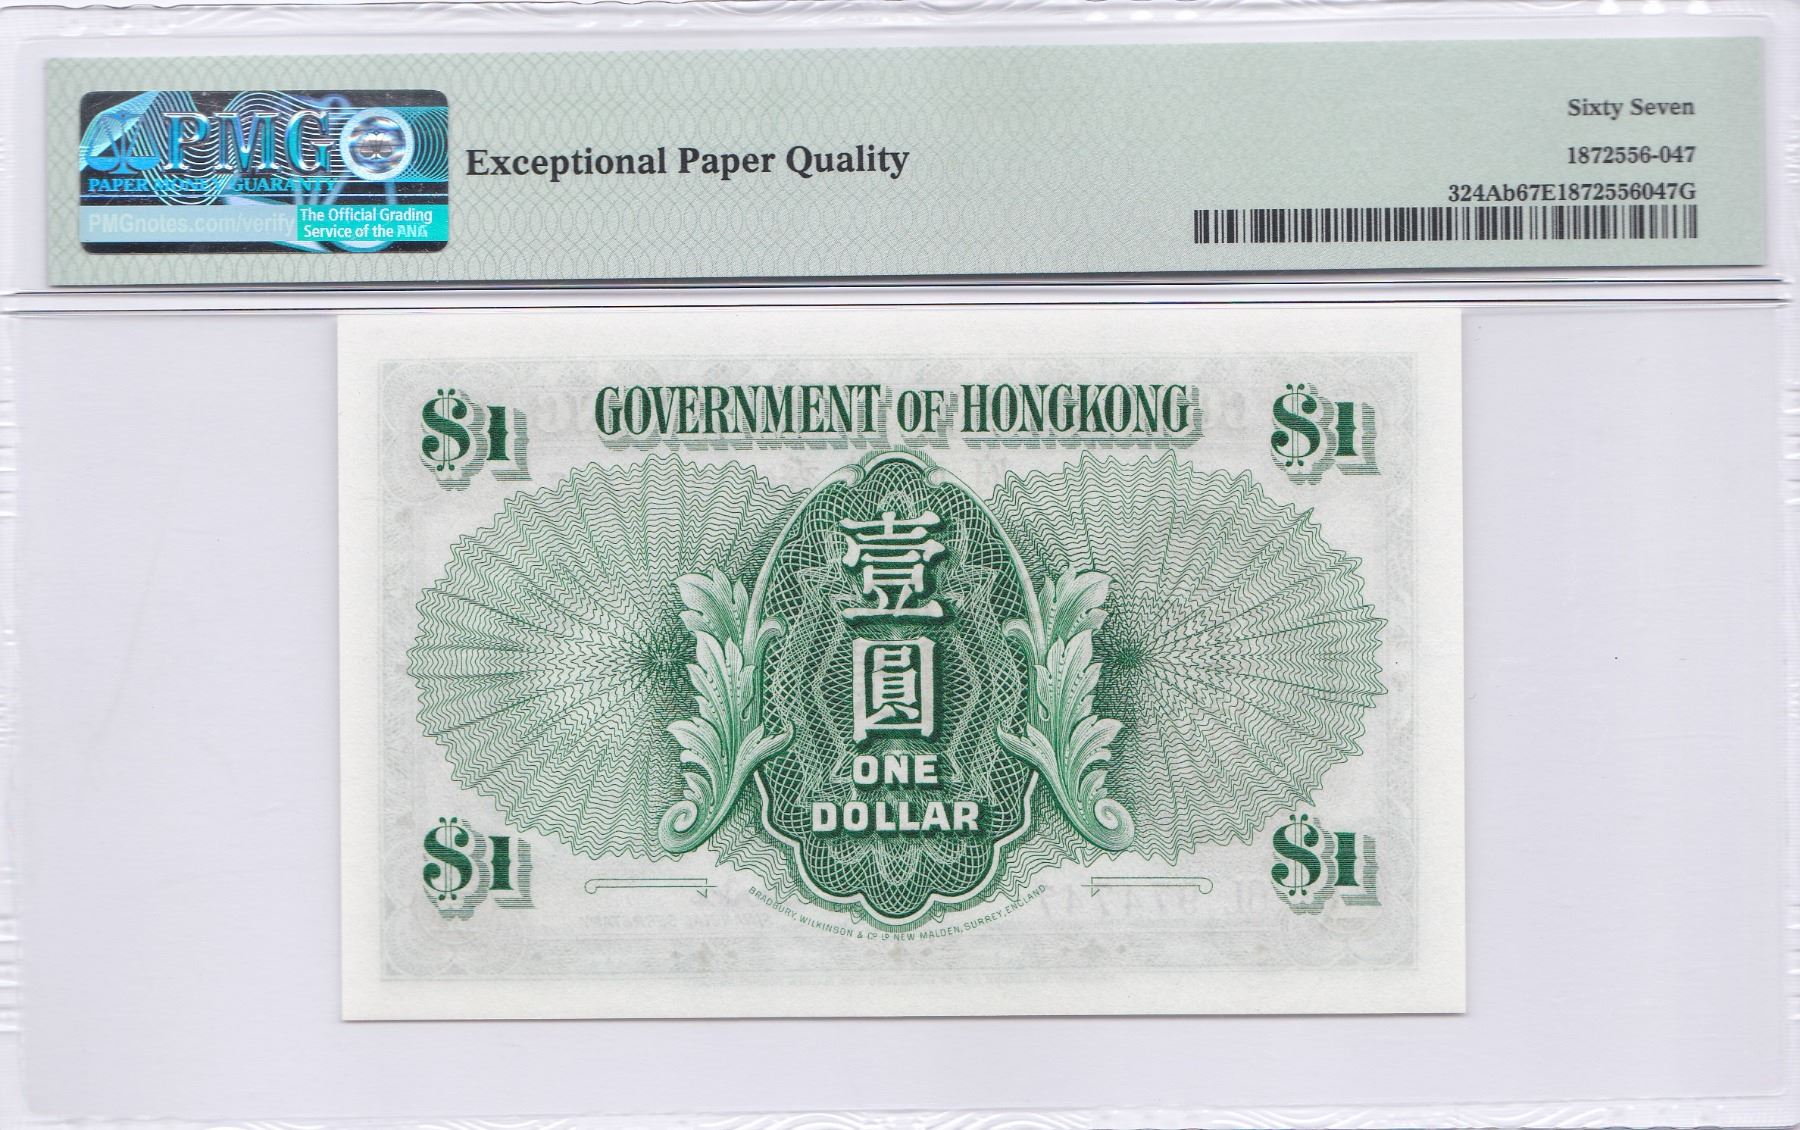 PMG
PAPER MONEY GUARANTY
PMGnotes.com/verify
The Official Grading
Service of the ANA
Exceptional Paper Quality
Sixty Seven
1872556-047
324Ab67E1872556047G
$1 GOVERNMENT OF HONGKONG $1
壹
圓
ONE
DOLLAR
$1 $1
BRADBURY, WILKINSON & Cº Lº NEW MALDEN, SURREY, ENGLAND.